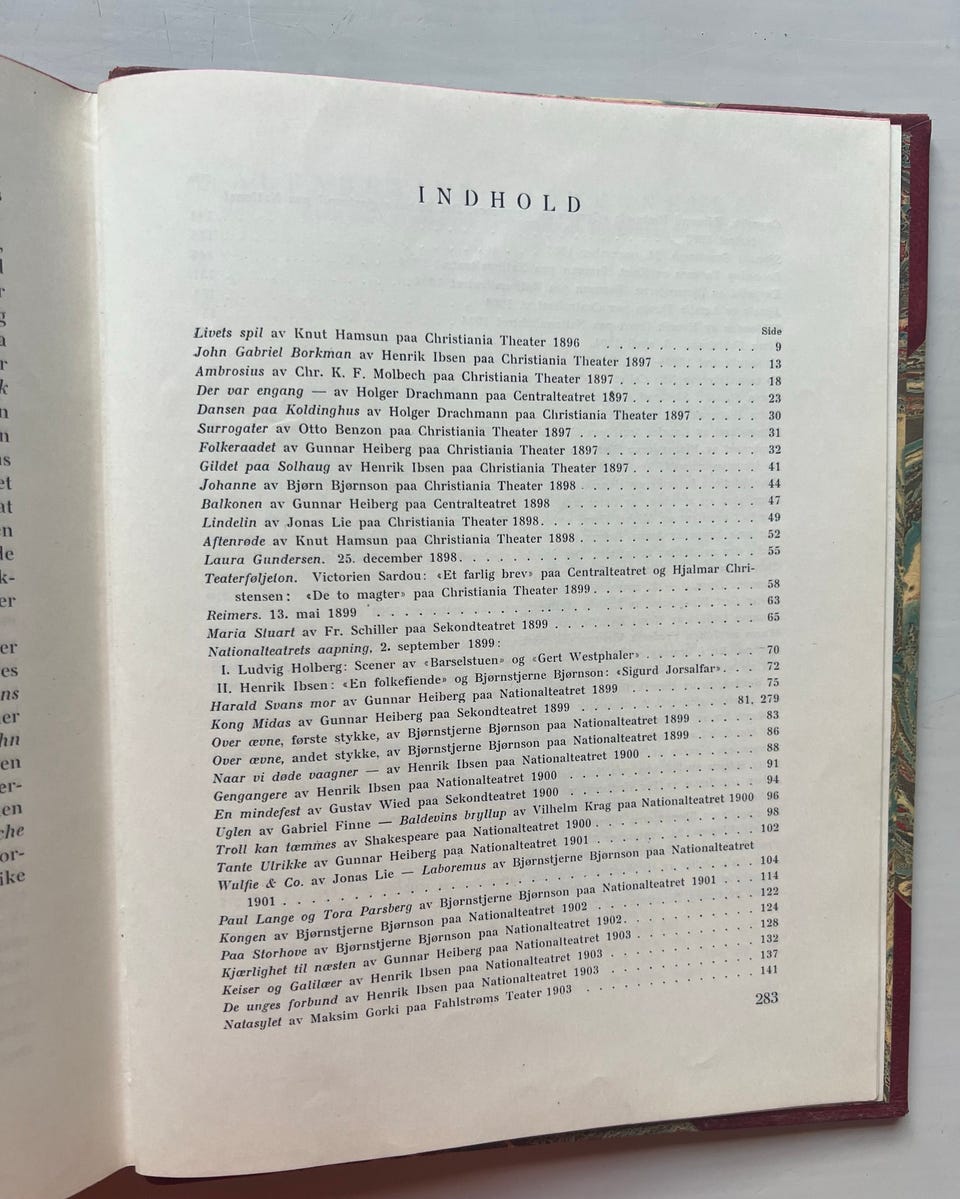 INDHOLD
Side
Livets spil av Knut Hamsun paa Christiania Theater 1896 . . . . . . . . . . . . 9
John Gabriel Borkman av Henrik Ibsen paa Christiania Theater 1897 . . . . . . . . 13
Ambrosius av Chr. K. F. Molbech paa Christiania Theater 1897 . . . . . . . . . . . 18
Der var engang — av Holger Drachmann paa Centralteatret 1897 . . . . . . . . . . 23
Dansen paa Koldinghus av Holger Drachmann paa Christiania Theater 1897 . . . . . 30
Surrogater av Otto Benzon paa Christiania Theater 1897 . . . . . . . . . . . . . . 31
Folkeraadet av Gunnar Heiberg paa Christiania Theater 1897 . . . . . . . . . . . . 32
Gildet paa Solhaug av Henrik Ibsen paa Christiania Theater 1897 . . . . . . . . . . 41
Johanne av Bjørn Bjørnson paa Christiania Theater 1898 . . . . . . . . . . . . . . 44
Balkonen av Gunnar Heiberg paa Centralteatret 1898 . . . . . . . . . . . . . . . 47
Lindelin av Jonas Lie paa Christiania Theater 1898 . . . . . . . . . . . . . . . . . 49
Aftenrøde av Knut Hamsun paa Christiania Theater 1898 . . . . . . . . . . . . . . 52
Laura Gundersen. 25. december 1898 . . . . . . . . . . . . . . . . . . . . . . . . 55
Teaterføljeton. Victorien Sardou: «Et farlig brev» paa Centralteatret og Hjalmar Chri-
stensen: «De to magter» paa Christiania Theater 1899 . . . . . . . . . . . . . 58
Reimers. 13. mai 1899 . . . . . . . . . . . . . . . . . . . . . . . . . . . . . . 63
Maria Stuart av Fr. Schiller paa Sekondteatret 1899 . . . . . . . . . . . . . . . . 65
Nationalteatrets aapning, 2. september 1899:
I. Ludvig Holberg: Scener av «Barselstuen» og «Gert Westphaler» . . . . . . . . . 70
II. Henrik Ibsen: «En folkefiende» og Bjørnstjerne Bjørnson: «Sigurd Jorsalfar» . . . 72
Harald Svans mor av Gunnar Heiberg paa Nationalteatret 1899 . . . . . . . . . . . 75
Kong Midas av Gunnar Heiberg paa Sekondteatret 1899 . . . . . . . . . . . . . 81, 279
Over ævne, første stykke, av Bjørnstjerne Bjørnson paa Nationalteatret 1899 . . . . . 83
Over ævne, andet stykke, av Bjørnstjerne Bjørnson paa Nationalteatret 1899 . . . . . 86
Naar vi døde vaagner — av Henrik Ibsen paa Nationalteatret 1900 . . . . . . . . . 88
Gengangere av Henrik Ibsen paa Nationalteatret 1900 . . . . . . . . . . . . . . . 91
En mindefest av Gustav Wied paa Sekondteatret 1900 . . . . . . . . . . . . . . . 94
Uglen av Gabriel Finne — Baldevins bryllup av Vilhelm Krag paa Nationalteatret 1900 96
Troll kan tæmmes av Shakespeare paa Nationalteatret 1900 . . . . . . . . . . . . . 98
Tante Ulrikke av Gunnar Heiberg paa Nationalteatret 1901 . . . . . . . . . . . . . 102
Wulfie & Co. av Jonas Lie — Laboremus av Bjørnstjerne Bjørnson paa Nationalteatret
1901 . . . . . . . . . . . . . . . . . . . . . . . . . . . . . . . . . . . . 104
Paul Lange og Tora Parsberg av Bjørnstjerne Bjørnson paa Nationalteatret 1901 . . . 114
Kongen av Bjørnstjerne Bjørnson paa Nationalteatret 1902 . . . . . . . . . . . . . 122
Paa Storhove av Bjørnstjerne Bjørnson paa Nationalteatret 1902 . . . . . . . . . . . 124
Kjærlighet til næsten av Gunnar Heiberg paa Nationalteatret 1903 . . . . . . . . . . 128
Keiser og Galilæer av Henrik Ibsen paa Nationalteatret 1903 . . . . . . . . . . . . 132
De unges forbund av Henrik Ibsen paa Nationalteatret 1903 . . . . . . . . . . . . 137
Natasylet av Maksim Gorki paa Fahlstrøms Teater 1903 . . . . . . . . . . . . . . 141
283